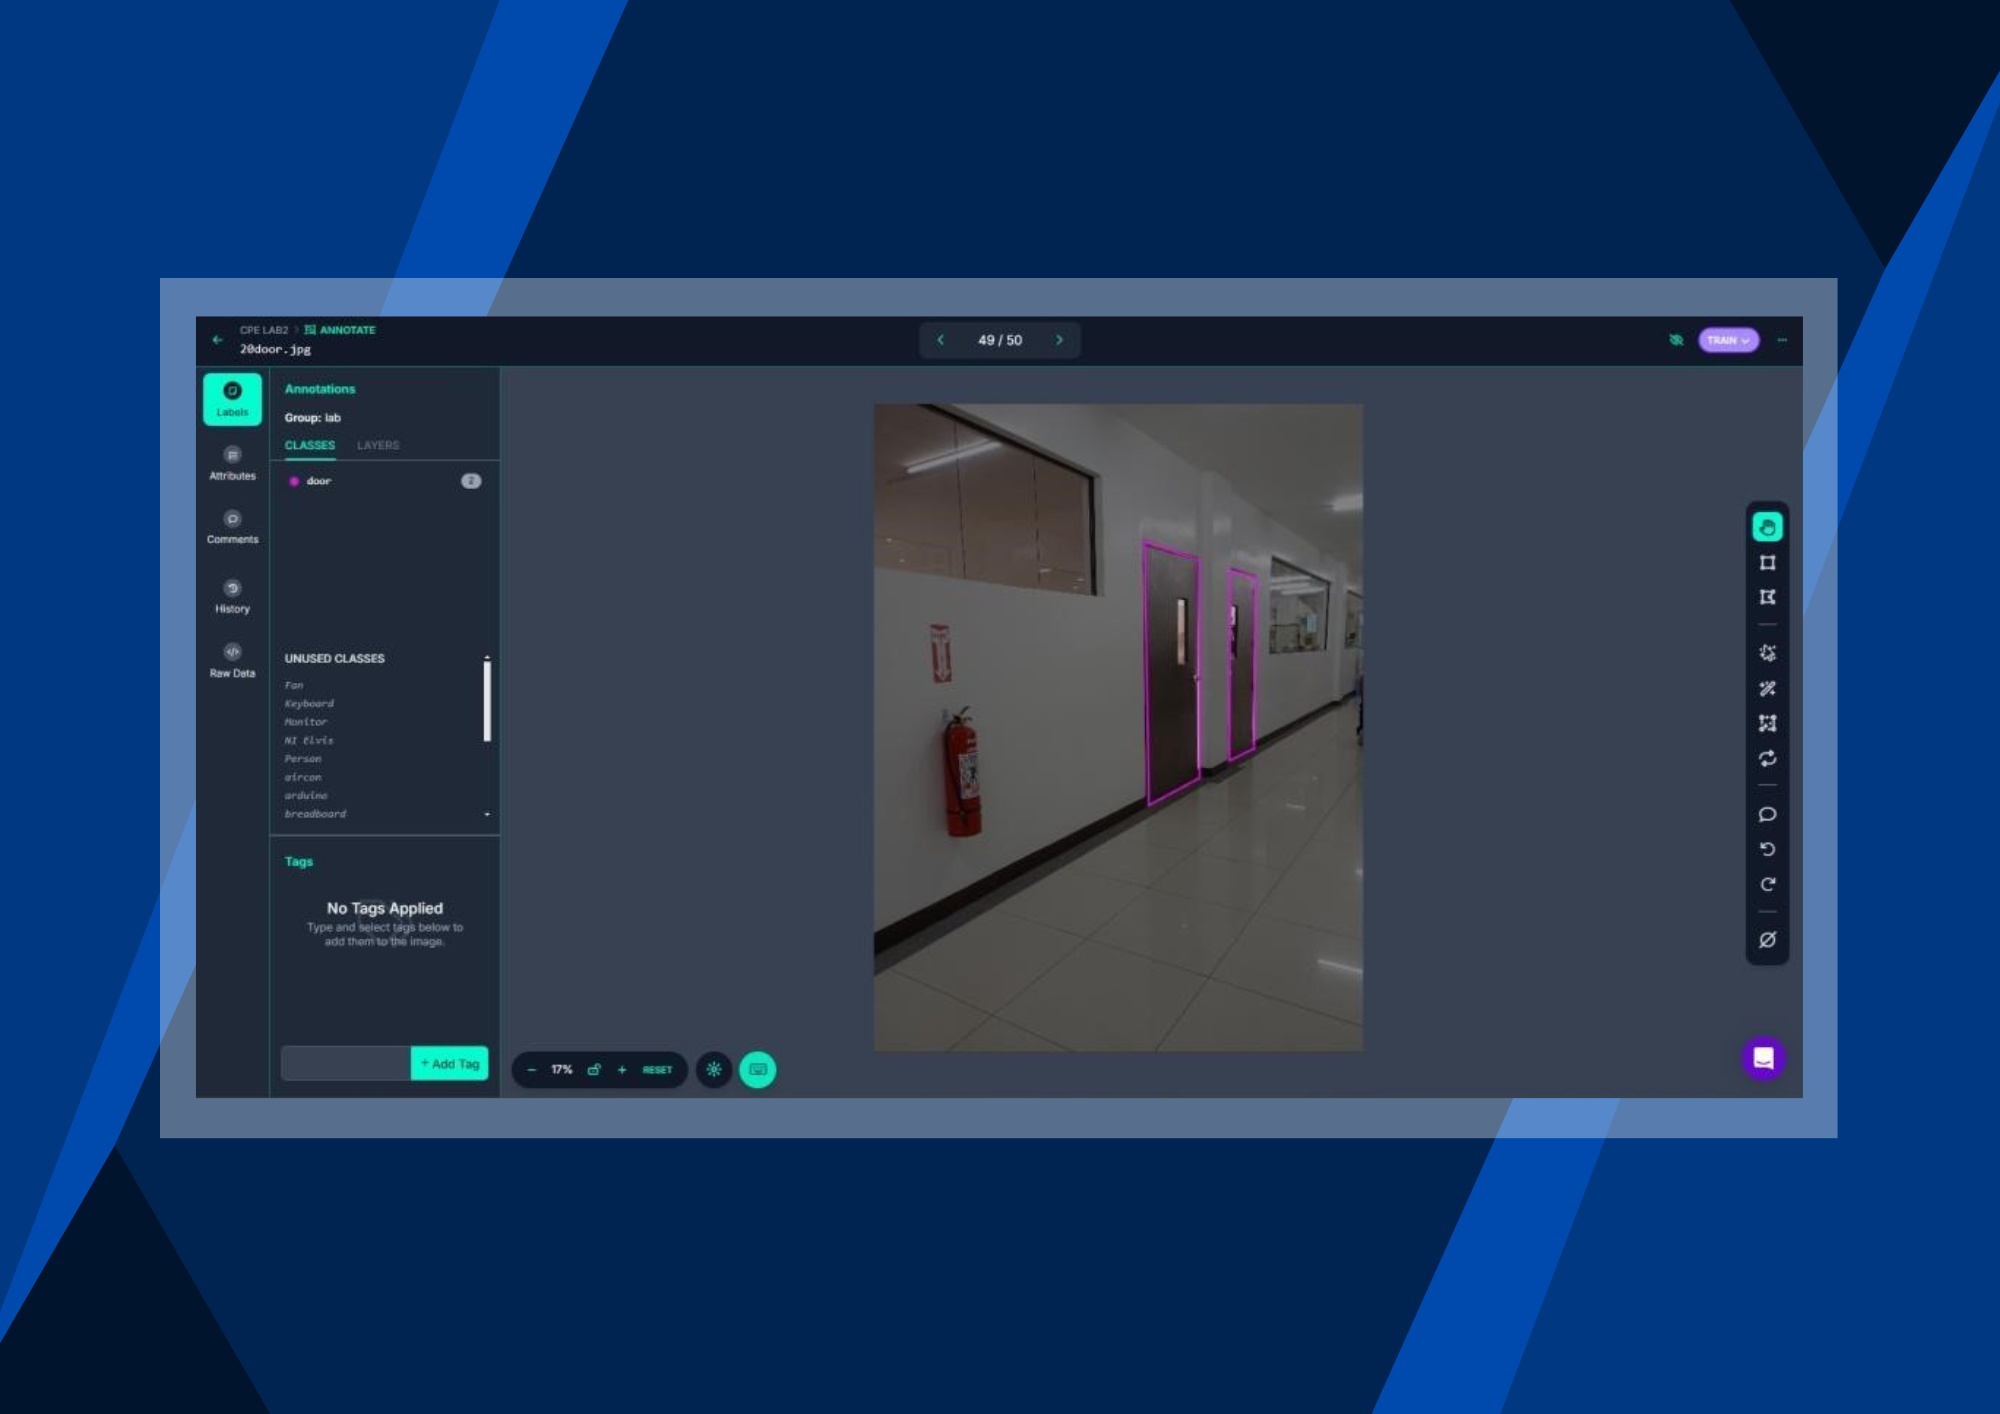 CPE LAB2 > ANNOTATE
20door.jpg
49 / 50
TRAIN
Labels
Attributes
Comments
History
Raw Data
Annotations
Group: lab
CLASSES LAYERS
door 2
UNUSED CLASSES
Fan
Keyboard
Monitor
NI Elvis
Person
aircon
arduino
breadboard
Tags
No Tags Applied
Type and select tags below to
add them to the image.
+ Add Tag
17% + RESET